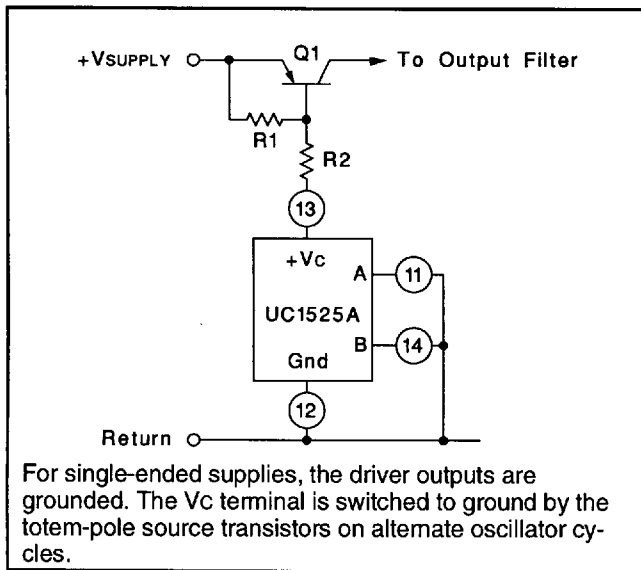 Q1
+VSUPPLY
To Output Filter
R1
R2
13
+Vc
A
11
UC1525A
B
14
Gnd
12
Return
For single-ended supplies, the driver outputs are
grounded. The Vc terminal is switched to ground by the
totem-pole source transistors on alternate oscillator cy-
cles.